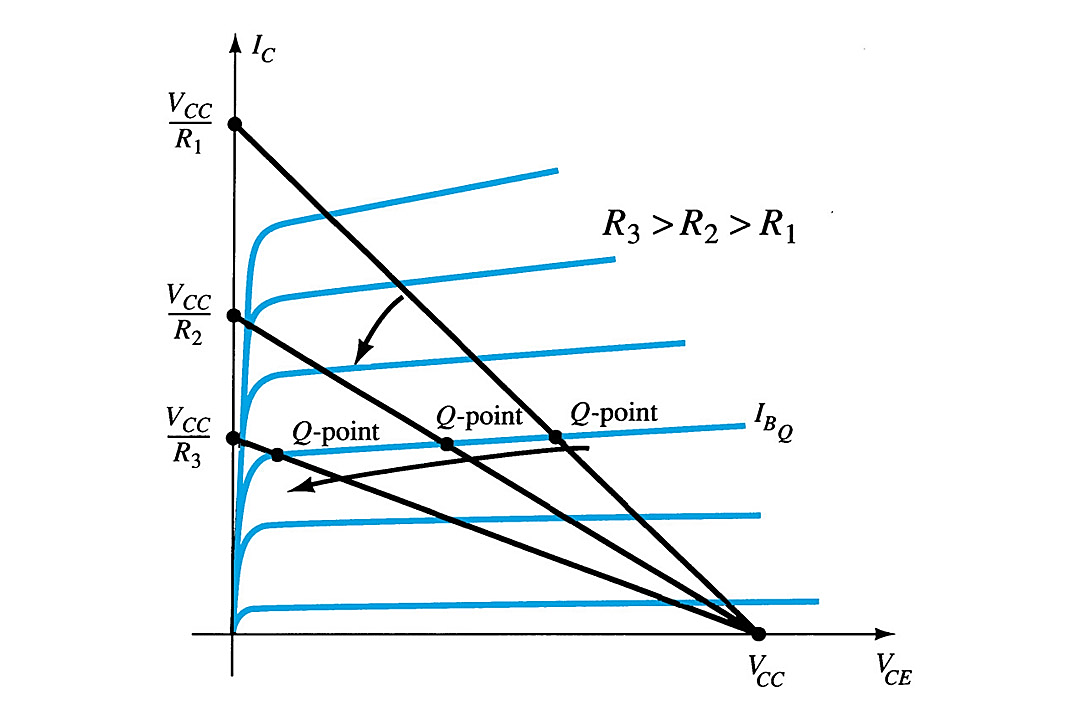 I_C
V_CC
R_1
R_3 > R_2 > R_1
V_CC
R_2
V_CC
R_3
Q-point
Q-point
Q-point
I_BQ
V_CC
V_CE